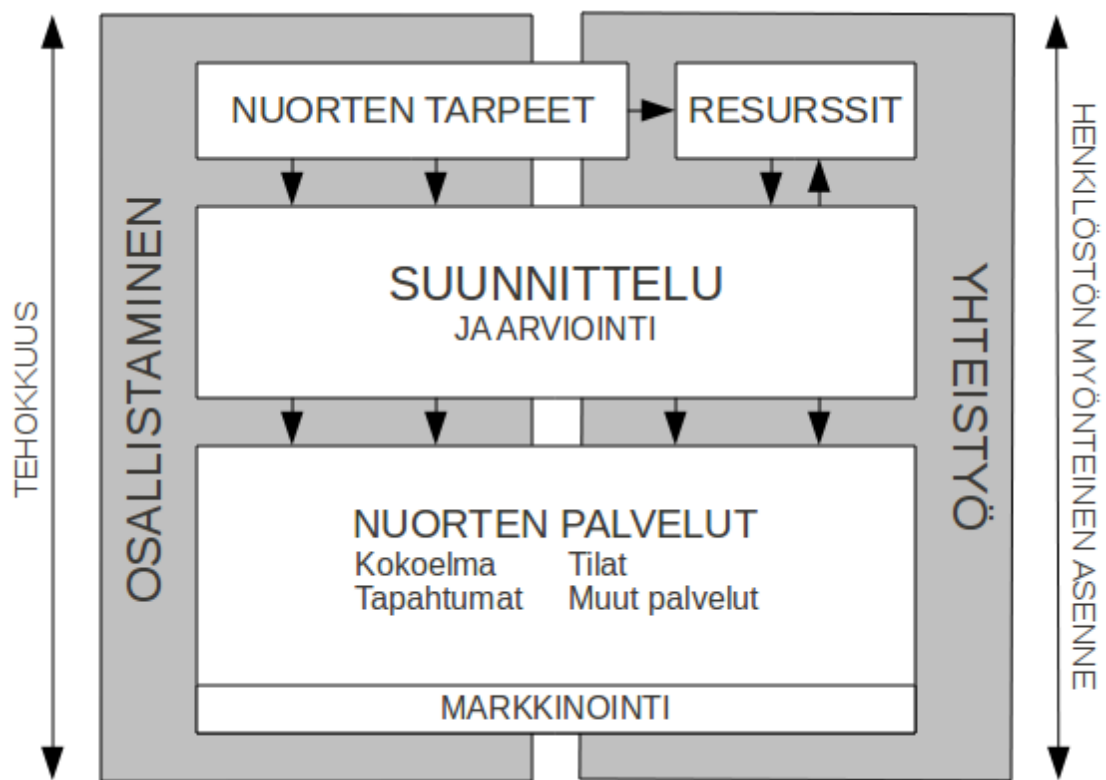 TEHOKKUUS
OSALLISTAMINEN
NUORTEN TARPEET
RESURSSIT
SUUNNITTELU
JA ARVIOINTI
NUORTEN PALVELUT
Kokoelma Tilat
Tapahtumat Muut palvelut
MARKKINOINTI
YHTEISTYÖ
HENKILÖSTÖN MYÖNTEINEN ASENNE